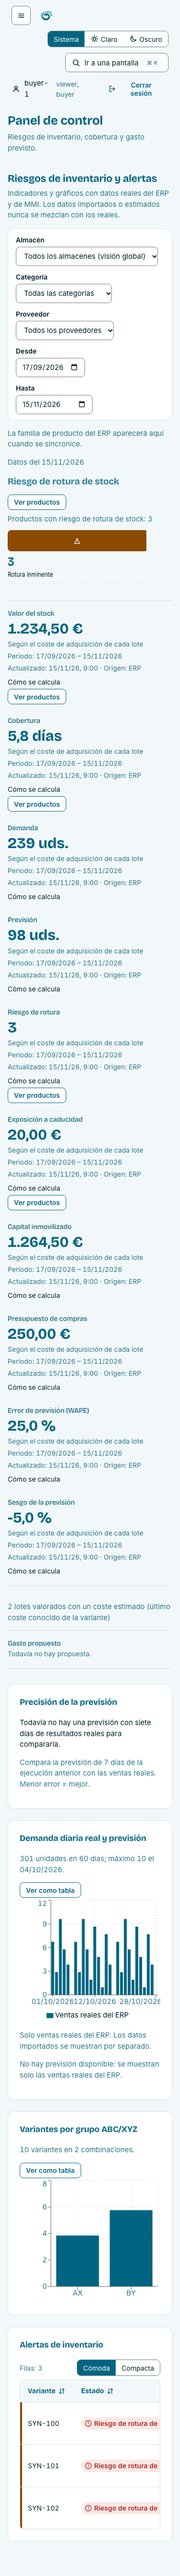 Sistema Claro Oscuro
Ir a una pantalla ⌘ K
buyer-1
viewer, buyer
Cerrar sesión
Panel de control
Riesgos de inventario, cobertura y gasto
previsto.
Riesgos de inventario y alertas
Indicadores y gráficos con datos reales del ERP
y de MMi. Los datos importados o estimados
nunca se mezclan con los reales.
Almacén
Todos los almacenes (visión global)
Categoría
Todas las categorías
Proveedor
Todos los proveedores
Desde
17/09/2026
Hasta
15/11/2026
La familia de producto del ERP aparecerá aquí
cuando se sincronice.
Datos del 15/11/2026
Riesgo de rotura de stock
Ver productos
Productos con riesgo de rotura de stock: 3
3
Rotura inminente
Valor del stock
1.234,50 €
Según el coste de adquisición de cada lote
Periodo: 17/09/2026 – 15/11/2026
Actualizado: 15/11/26, 9:00 · Origen: ERP
Cómo se calcula
Ver productos
Cobertura
5,8 días
Según el coste de adquisición de cada lote
Periodo: 17/09/2026 – 15/11/2026
Actualizado: 15/11/26, 9:00 · Origen: ERP
Cómo se calcula
Ver productos
Demanda
239 uds.
Según el coste de adquisición de cada lote
Periodo: 17/09/2026 – 15/11/2026
Actualizado: 15/11/26, 9:00 · Origen: ERP
Cómo se calcula
Previsión
98 uds.
Según el coste de adquisición de cada lote
Periodo: 17/09/2026 – 15/11/2026
Actualizado: 15/11/26, 9:00 · Origen: ERP
Cómo se calcula
Riesgo de rotura
3
Según el coste de adquisición de cada lote
Periodo: 17/09/2026 – 15/11/2026
Actualizado: 15/11/26, 9:00 · Origen: ERP
Cómo se calcula
Ver productos
Exposición a caducidad
20,00 €
Según el coste de adquisición de cada lote
Periodo: 17/09/2026 – 15/11/2026
Actualizado: 15/11/26, 9:00 · Origen: ERP
Cómo se calcula
Ver productos
Capital inmovilizado
1.264,50 €
Según el coste de adquisición de cada lote
Periodo: 17/09/2026 – 15/11/2026
Actualizado: 15/11/26, 9:00 · Origen: ERP
Cómo se calcula
Presupuesto de compras
250,00 €
Según el coste de adquisición de cada lote
Periodo: 17/09/2026 – 15/11/2026
Actualizado: 15/11/26, 9:00 · Origen: ERP
Cómo se calcula
Error de previsión (WAPE)
25,0 %
Según el coste de adquisición de cada lote
Periodo: 17/09/2026 – 15/11/2026
Actualizado: 15/11/26, 9:00 · Origen: ERP
Cómo se calcula
Sesgo de la previsión
-5,0 %
Según el coste de adquisición de cada lote
Periodo: 17/09/2026 – 15/11/2026
Actualizado: 15/11/26, 9:00 · Origen: ERP
Cómo se calcula
2 lotes valorados con un coste estimado (último
coste conocido de la variante)
Gasto propuesto
Todavía no hay propuesta.
Precisión de la previsión
Todavía no hay una previsión con siete
días de resultados reales para
compararla.
Compara la previsión de 7 días de la
ejecución anterior con las ventas reales.
Menor error = mejor.
Demanda diaria real y previsión
301 unidades en 60 días; máximo 10 el
04/10/2026.
Ver como tabla
12
9
6
3
0
01/10/2026 12/10/2026 28/10/2026
Ventas reales del ERP
Solo ventas reales del ERP. Los datos
importados se muestran por separado.
No hay previsión disponible: se muestran
solo las ventas reales del ERP.
Variantes por grupo ABC/XYZ
10 variantes en 2 combinaciones.
Ver como tabla
8
6
4
2
0
AX BY
Alertas de inventario
Filas: 3 Cómoda Compacta
Variante Estado
SYN-100 Riesgo de rotura de
SYN-101 Riesgo de rotura de
SYN-102 Riesgo de rotura de